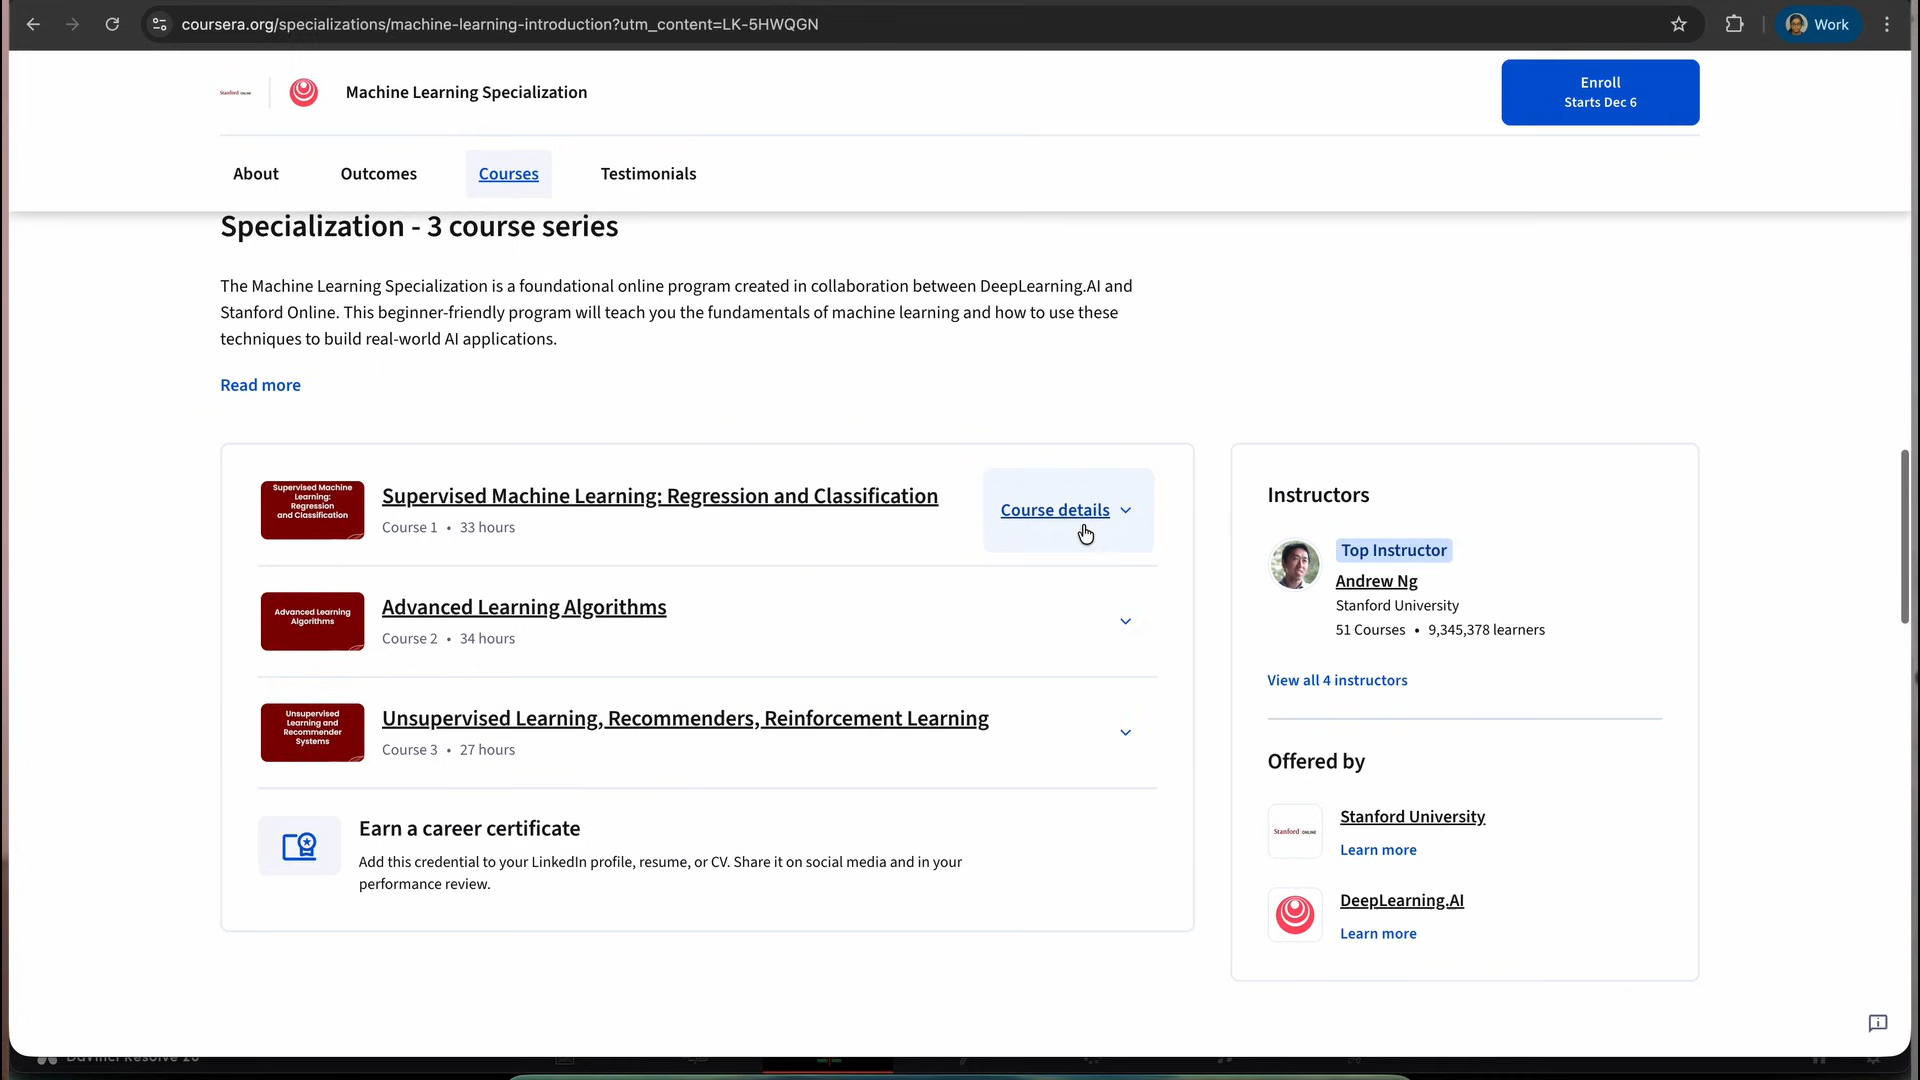 coursera.org/specializations/machine-learning-introduction?utm_content=LK-5HWQGN
Work
Stanford ONLINE
Machine Learning Specialization
Enroll
Starts Dec 6
About
Outcomes
Courses
Testimonials
Specialization - 3 course series
The Machine Learning Specialization is a foundational online program created in collaboration between DeepLearning.AI and
Stanford Online. This beginner-friendly program will teach you the fundamentals of machine learning and how to use these
techniques to build real-world AI applications.
Read more
Supervised Machine
Learning:
Regression
and Classification
Supervised Machine Learning: Regression and Classification
Course 1 • 33 hours
Course details
Advanced Learning
Algorithms
Advanced Learning Algorithms
Course 2 • 34 hours
Unsupervised
Learning and
Recommender
Systems
Unsupervised Learning, Recommenders, Reinforcement Learning
Course 3 • 27 hours
Earn a career certificate
Add this credential to your LinkedIn profile, resume, or CV. Share it on social media and in your
performance review.
Instructors
Top Instructor
Andrew Ng
Stanford University
51 Courses • 9,345,378 learners
View all 4 instructors
Offered by
Stanford ONLINE
Stanford University
Learn more
DeepLearning.AI
Learn more
DaVinci Resolve 20